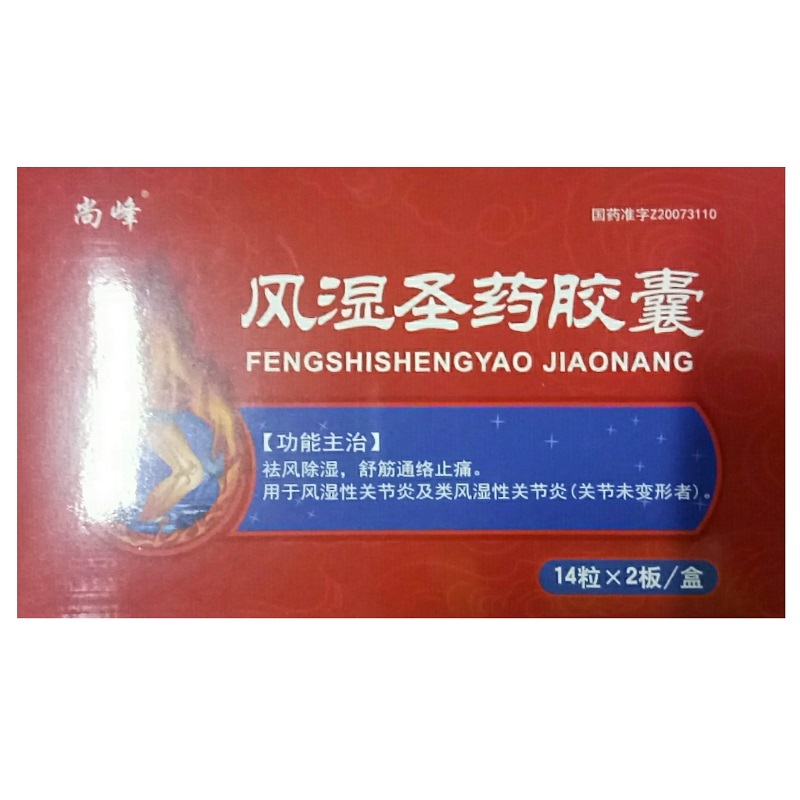 尚峰®
国药准字Z20073110
风湿圣药胶囊
FENGSHISHENGYAO JIAONANG
【功能主治】
祛风除湿，舒筋通络止痛。
用于风湿性关节炎及类风湿性关节炎(关节未变形者)。
14粒×2板/盒